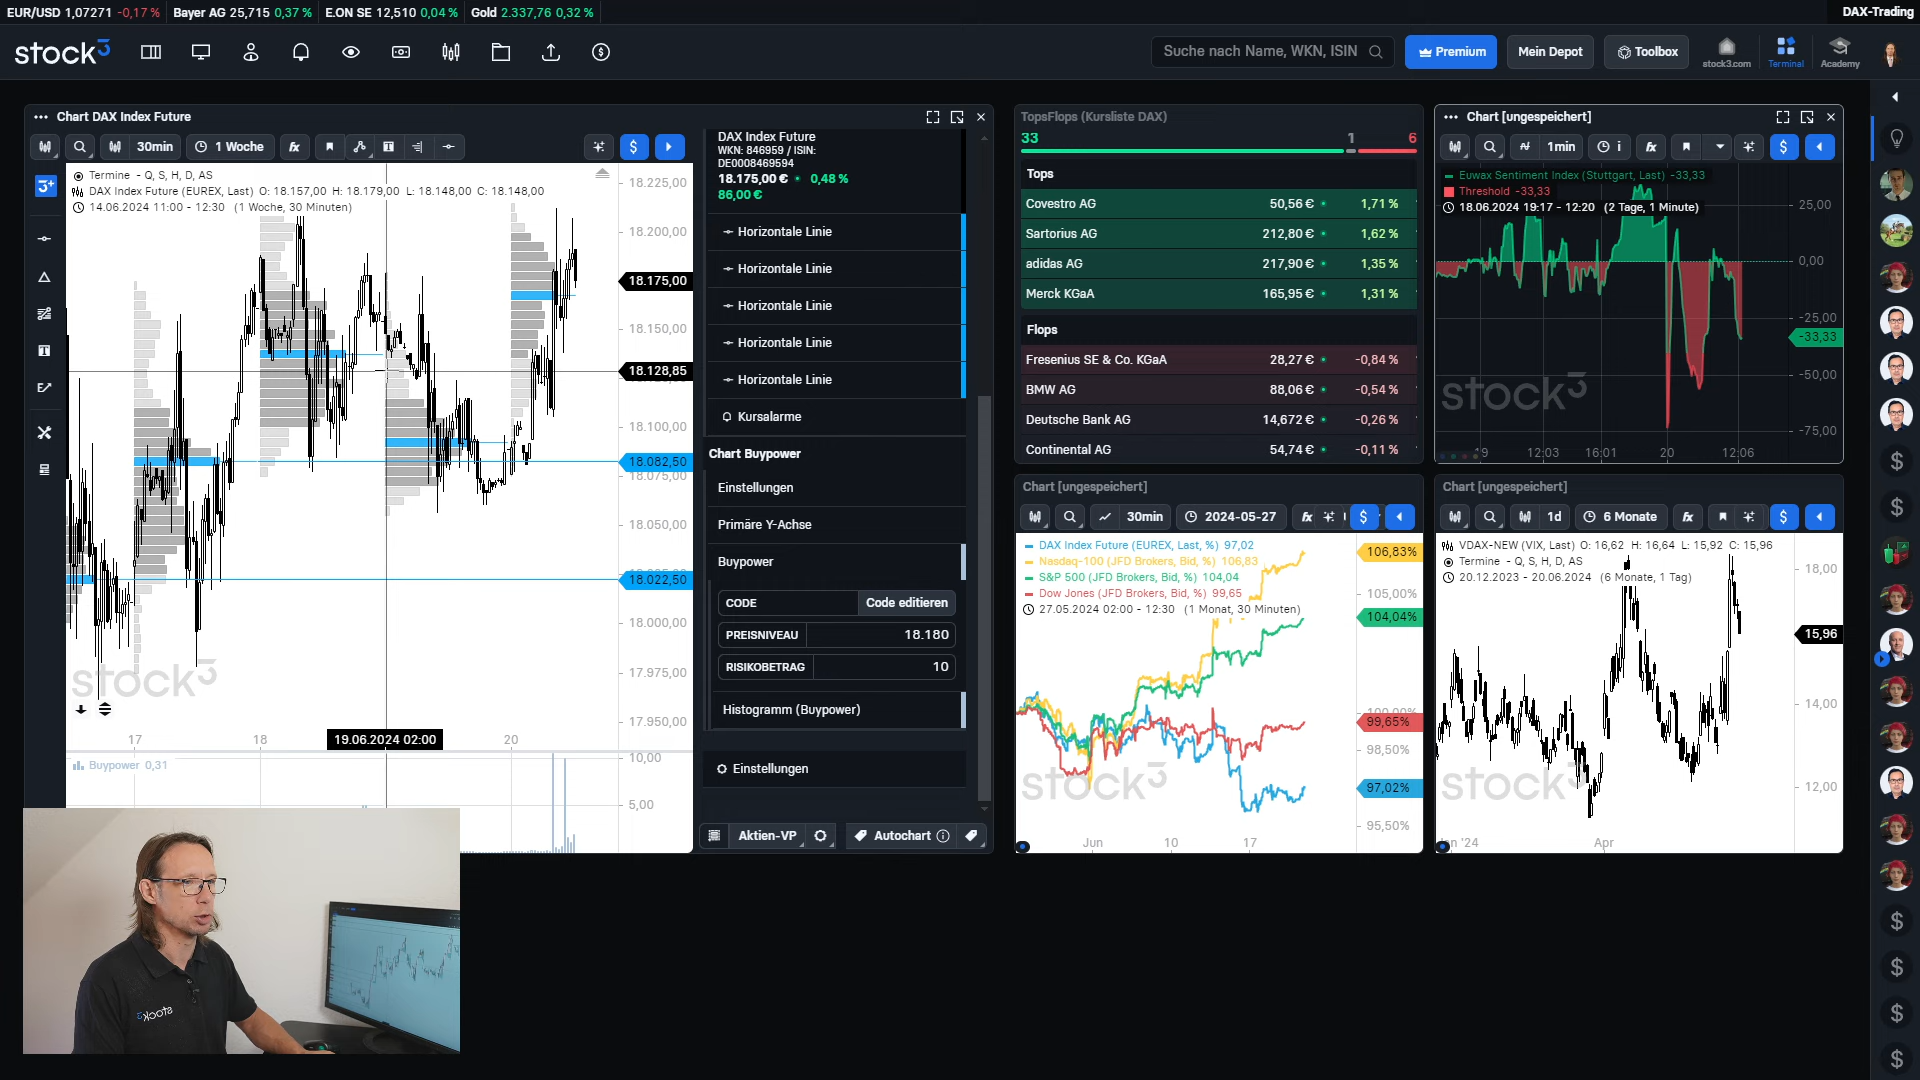 EUR/USD 1,07271 -0,17 % Bayer AG 25,715 0,37 % E.ON SE 12,510 0,04 % Gold 2.337,76 0,32 %
DAX-Trading
stock3
Suche nach Name, WKN, ISIN
Premium
Mein Depot
Toolbox
stock3.com
Terminal
Academy
Chart DAX Index Future
30min
1 Woche
fx
Termine - Q, S, H, D, AS
DAX Index Future (EUREX, Last) O: 18.157,00 H: 18.179,00 L: 18.148,00 C: 18.148,00
14.06.2024 11:00 - 12:30 (1 Woche, 30 Minuten)
18.225,00
18.200,00
18.175,00
18.150,00
18.128,85
18.100,00
18.082,50
18.075,00
18.050,00
18.022,50
18.000,00
17.975,00
17.950,00
stock3
17
18
19.06.2024 02:00
20
Buypower 0,31
10,00
5,00
DAX Index Future
WKN: 846959 / ISIN:
DE0008469594
18.175,00 € 0,48 %
86,00 €
Horizontale Linie
Horizontale Linie
Horizontale Linie
Horizontale Linie
Horizontale Linie
Kursalarme
Chart Buypower
Einstellungen
Primäre Y-Achse
Buypower
CODE Code editieren
PREISNIVEAU 18.180
RISIKOBETRAG 10
Histogramm (Buypower)
Einstellungen
Aktien-VP
Autochart
TopsFlops (Kursliste DAX)
33 1 6
Tops
Covestro AG 50,56 € 1,71 %
Sartorius AG 212,80 € 1,62 %
adidas AG 217,90 € 1,35 %
Merck KGaA 165,95 € 1,31 %
Flops
Fresenius SE & Co. KGaA 28,27 € -0,84 %
BMW AG 88,06 € -0,54 %
Deutsche Bank AG 14,672 € -0,26 %
Continental AG 54,74 € -0,11 %
Chart [ungespeichert]
1min
i
fx
Euwax Sentiment Index (Stuttgart, Last) -33,33
Threshold -33,33
18.06.2024 19:17 - 12:20 (2 Tage, 1 Minute)
25,00
0,00
-25,00
-33,33
-50,00
-75,00
stock3
12:03 16:01 20 12:06
Chart [ungespeichert]
30min
2024-05-27
fx
DAX Index Future (EUREX, Last, %) 97,02
Nasdaq-100 (JFD Brokers, Bid, %) 106,83
S&P 500 (JFD Brokers, Bid, %) 104,04
Dow Jones (JFD Brokers, Bid, %) 99,65
27.05.2024 02:00 - 12:30 (1 Monat, 30 Minuten)
106,83%
105,00%
104,04%
100,00%
99,65%
98,50%
97,02%
95,50%
stock3
Jun 10 17
Chart [ungespeichert]
1d
6 Monate
fx
VDAX-NEW (VIX, Last) O: 16,62 H: 16,64 L: 15,92 C: 15,96
Termine - Q, S, H, D, AS
20.12.2023 - 20.06.2024 (6 Monate, 1 Tag)
18,00
15,96
14,00
12,00
stock3
'24 Apr
stock3